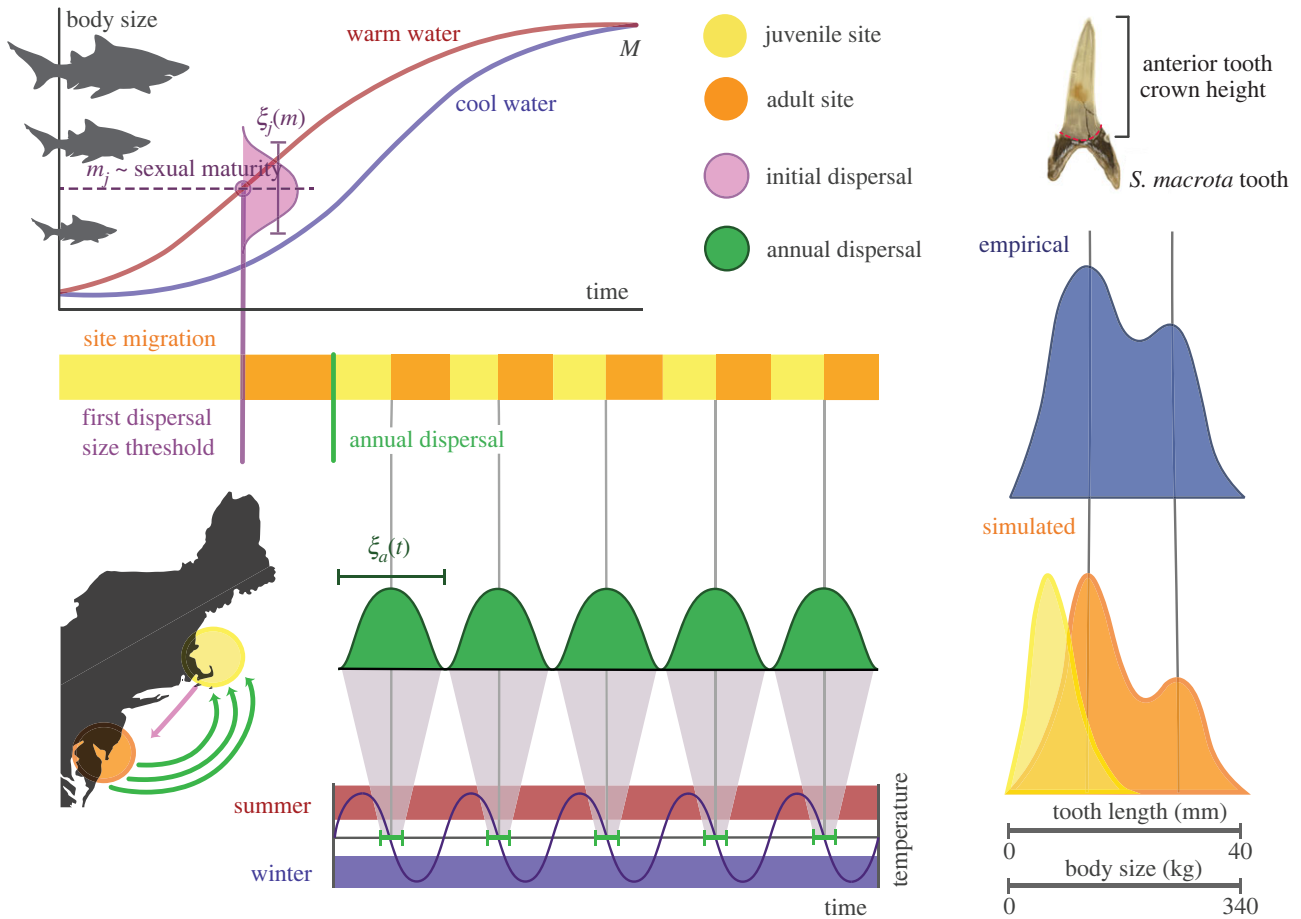 body size
warm water
M
cool water
ξj(m)
mj ~ sexual maturity
time
juvenile site
adult site
initial dispersal
annual dispersal
anterior tooth
crown height
S. macrota tooth
site migration
first dispersal
size threshold
annual dispersal
ξa(t)
summer
winter
temperature
time
empirical
simulated
tooth length (mm)
0 40
body size (kg)
0 340